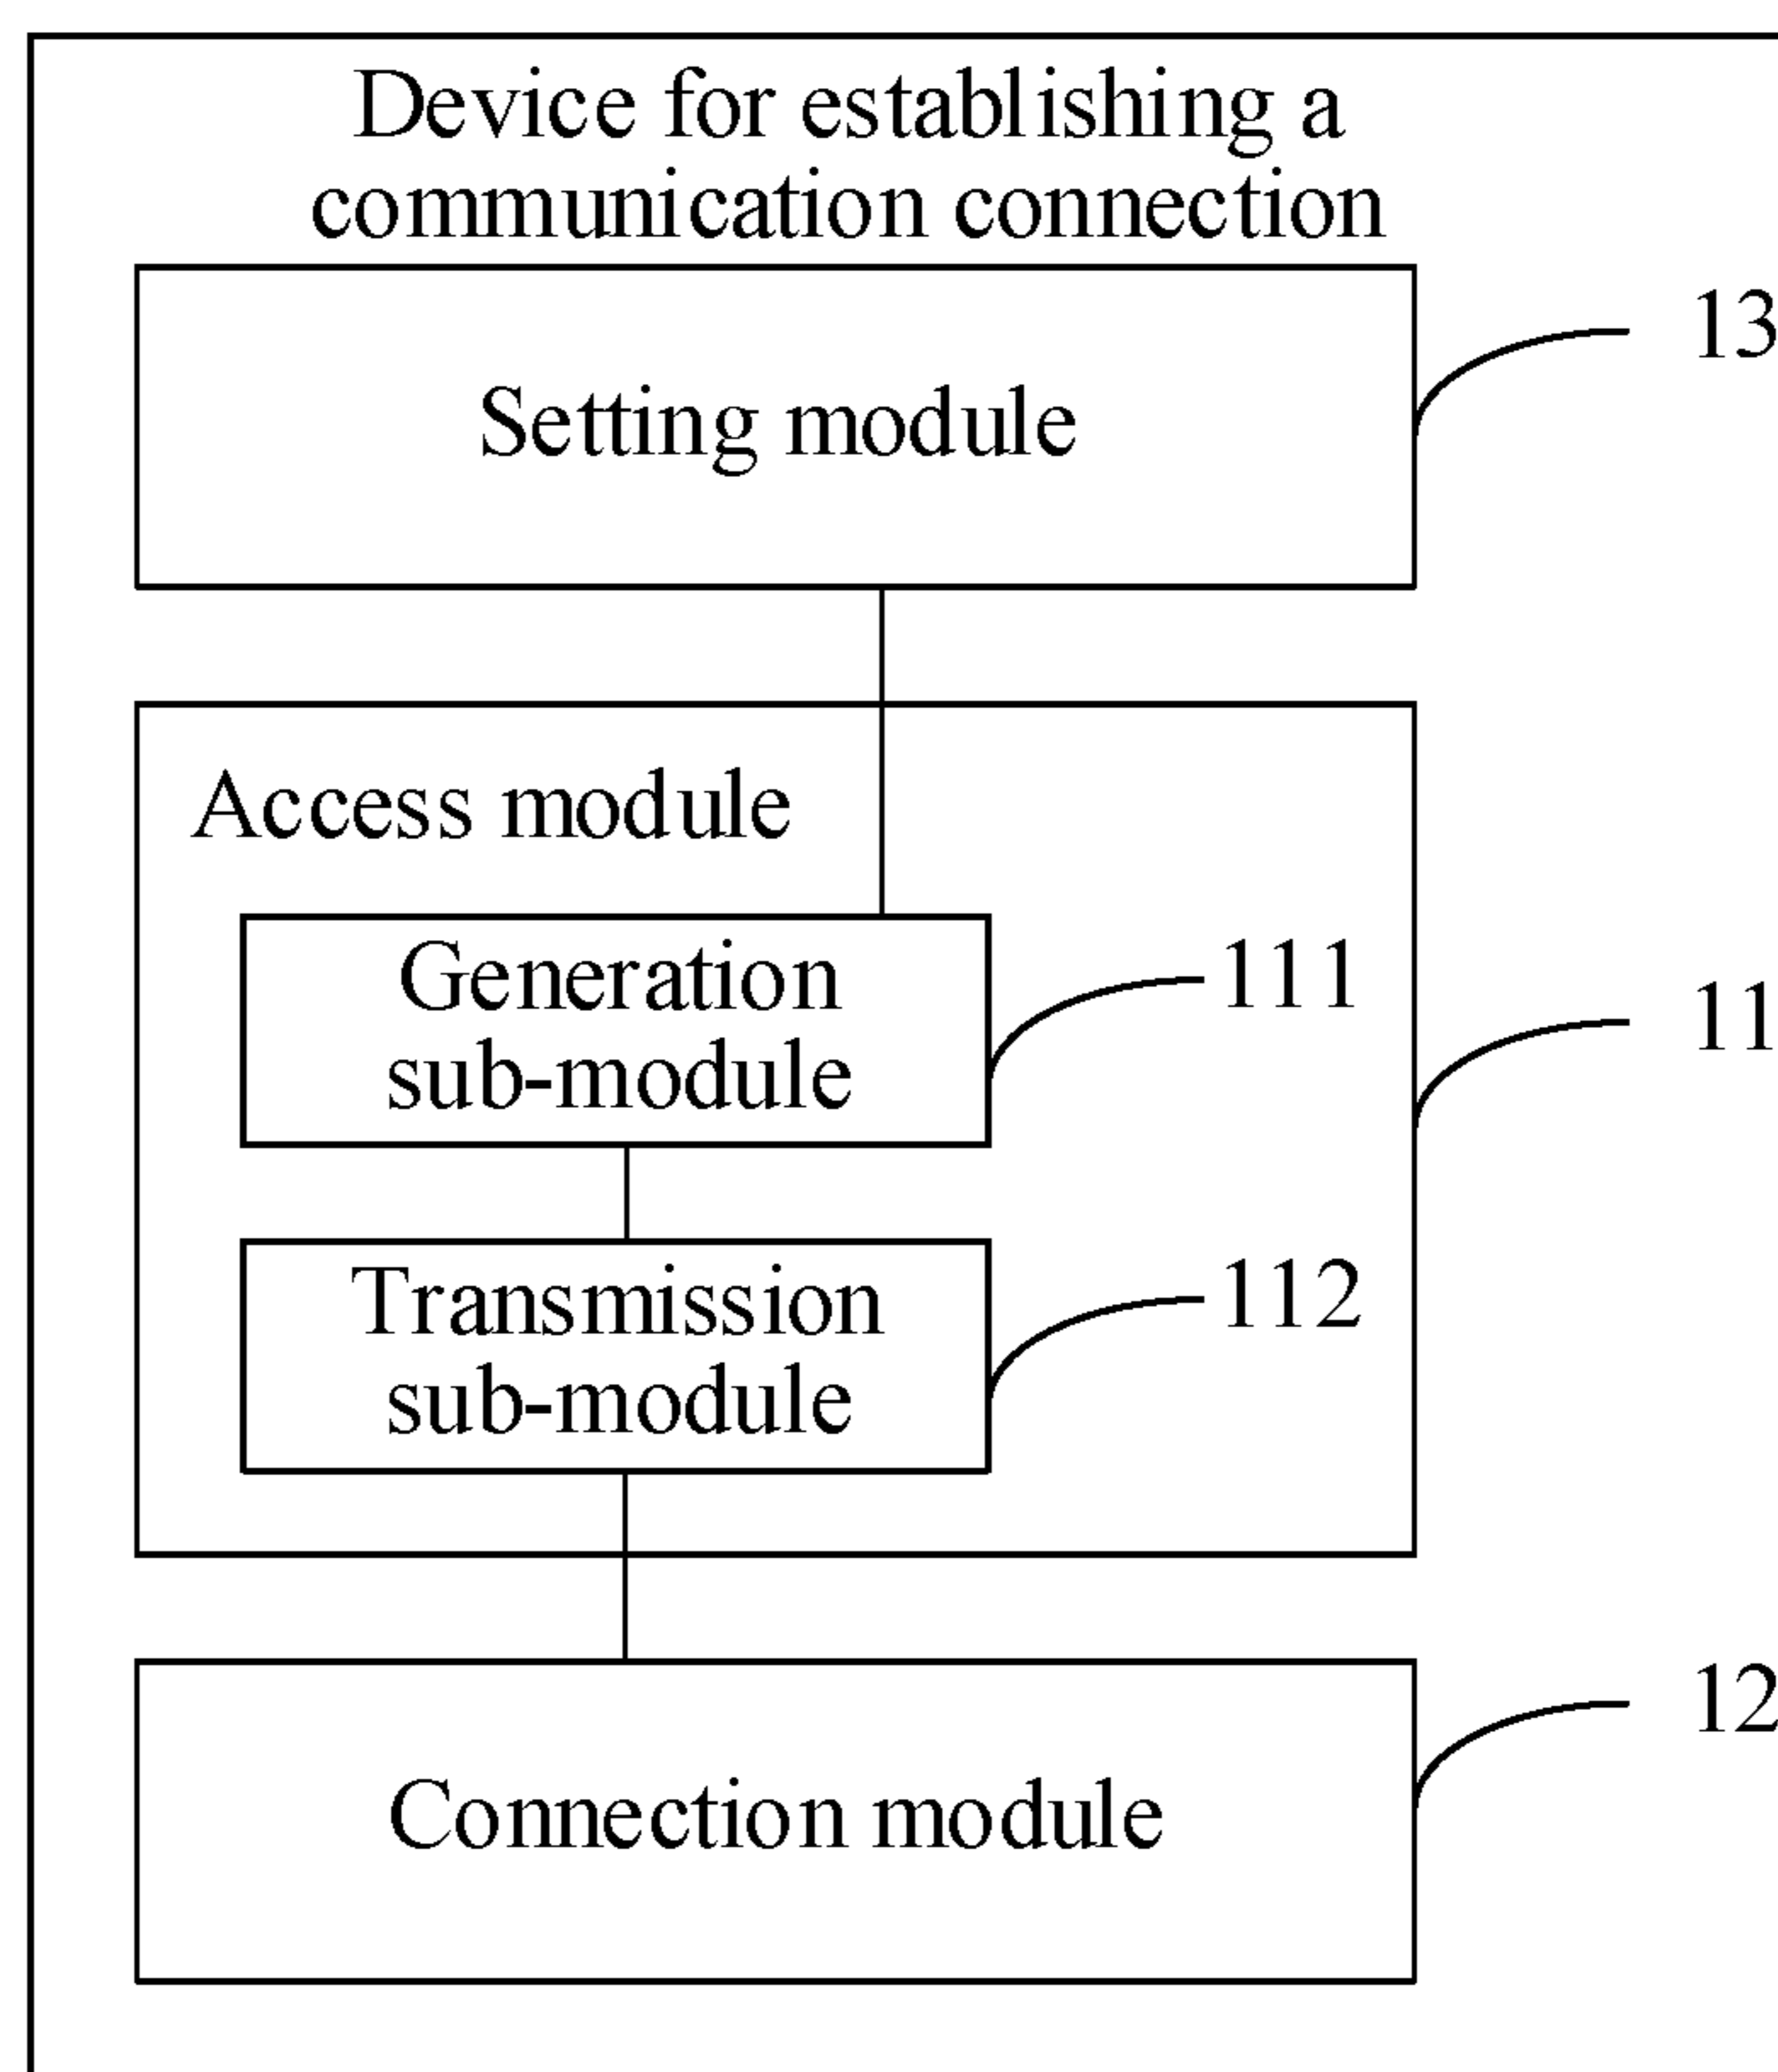 Device for establishing a
communication connection
Setting module
13
Access module
Generation
sub-module
111
11
Transmission
sub-module
112
Connection module
12